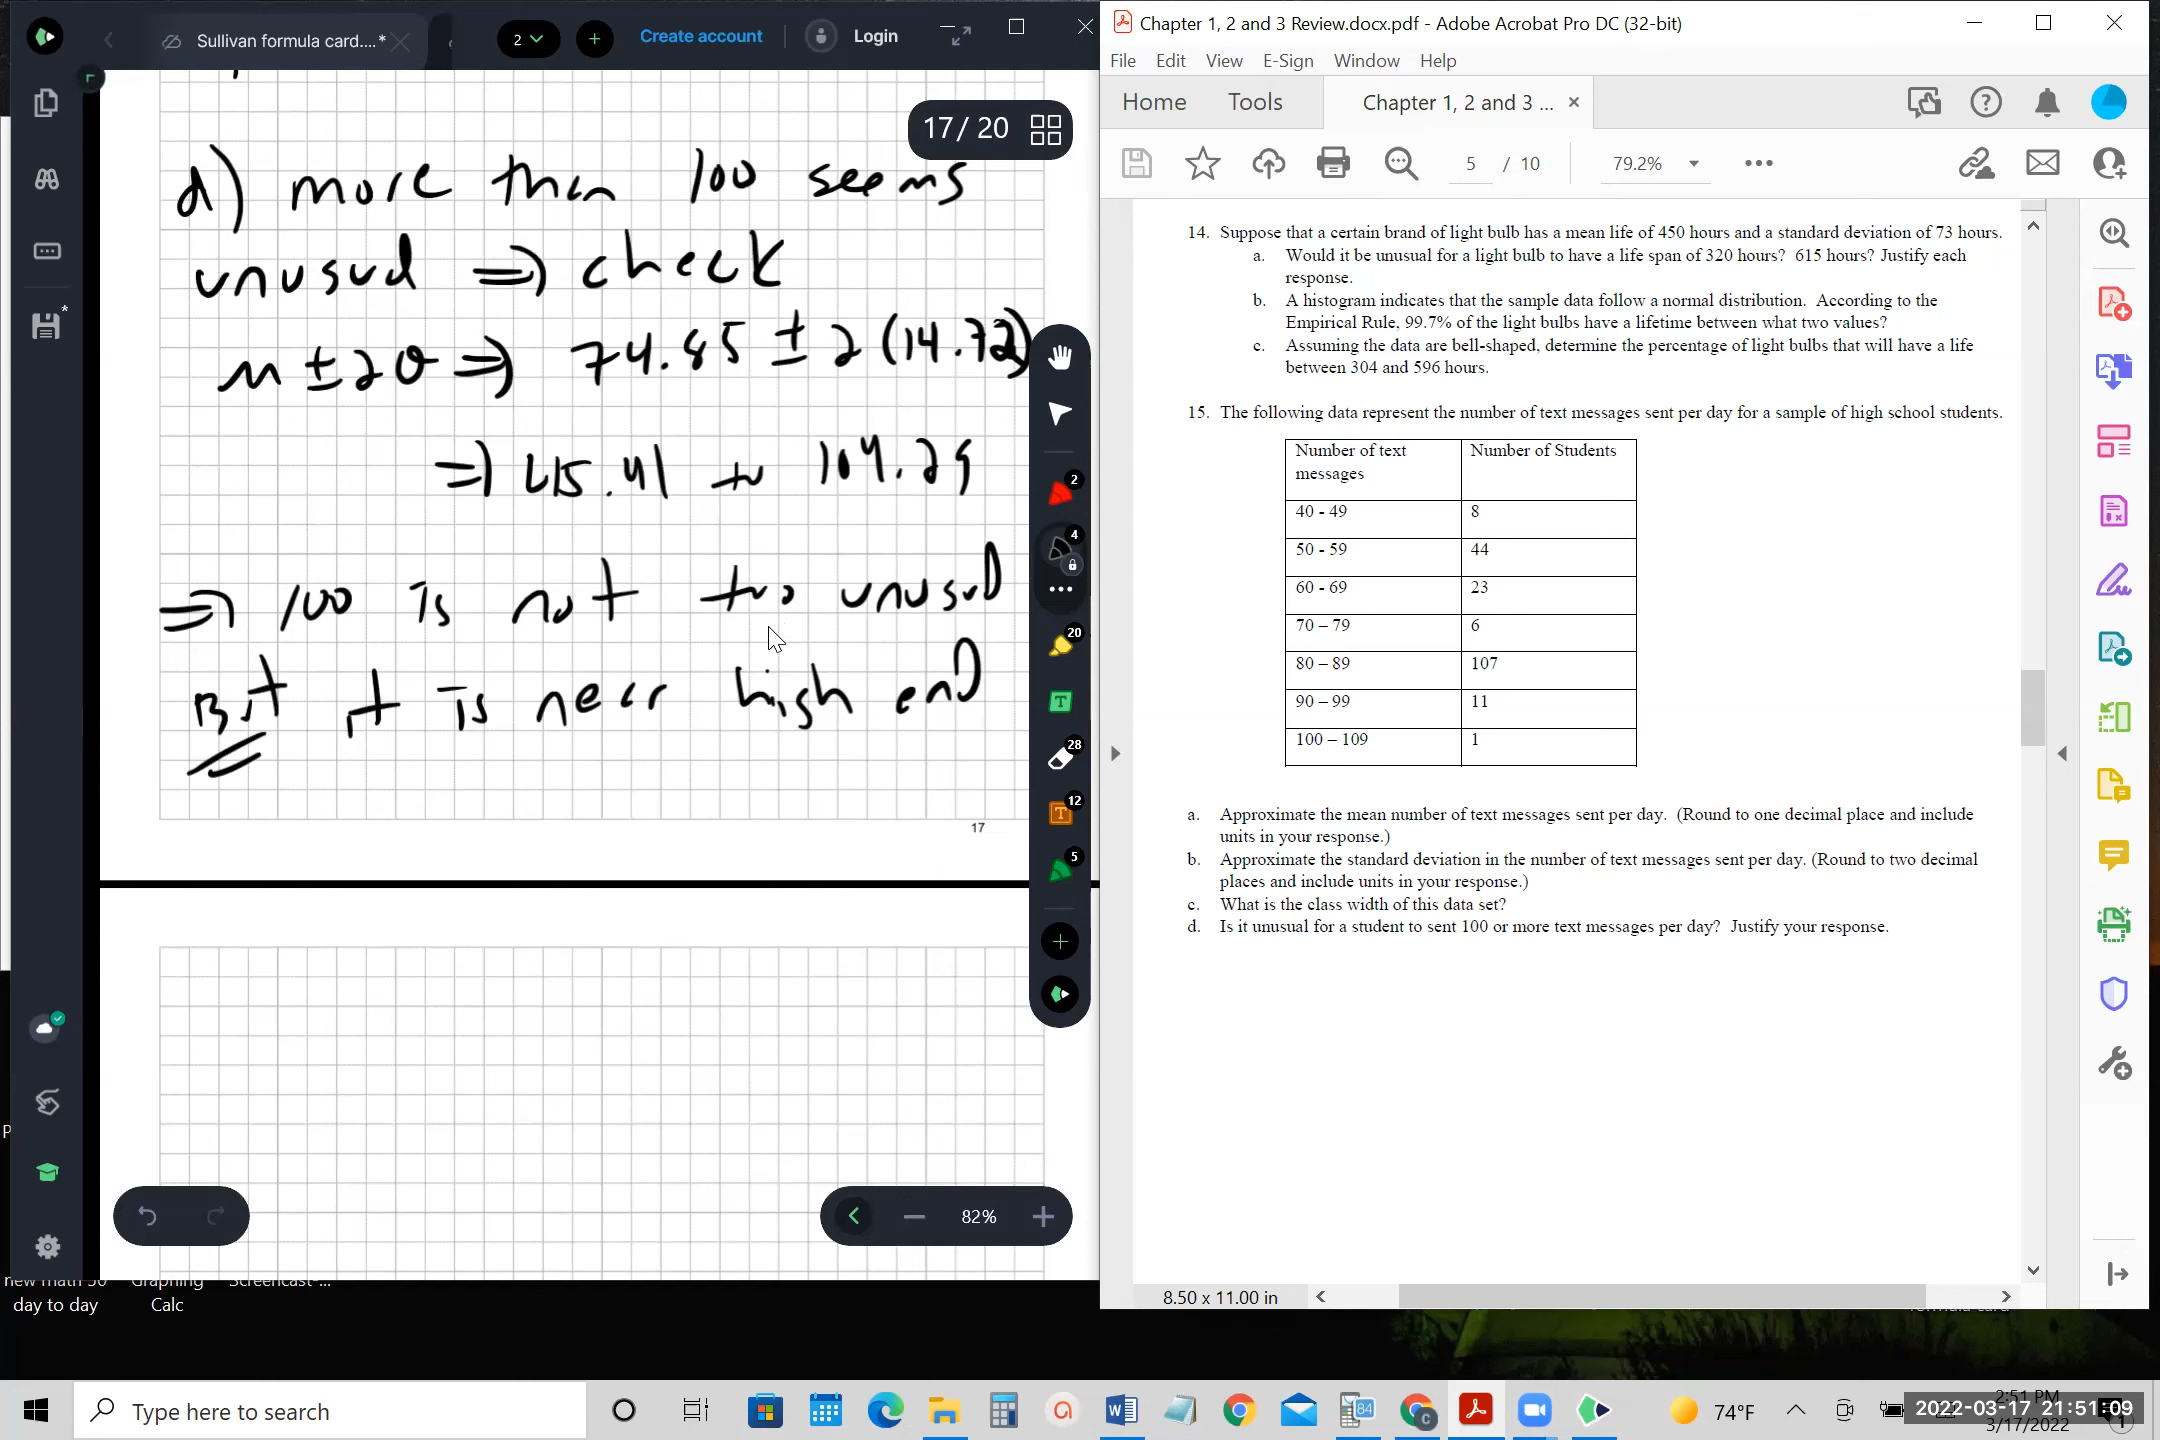 Sullivan formula card....*
2
Create account
Login
17/ 20
d) more than 100 seems
unusual => check
μ ± 2σ => 74.85 ± 2 (14.72)
=> 45.41 to 104.29
=> 100 is not too unusual
But it is near high end
17
2
4
20
28
12
5
82%
day to day
Graphing
Calc
Screencast-...
Chapter 1, 2 and 3 Review.docx.pdf - Adobe Acrobat Pro DC (32-bit)
File Edit View E-Sign Window Help
Home Tools Chapter 1, 2 and 3 ... ×
5 / 10 79.2%
14. Suppose that a certain brand of light bulb has a mean life of 450 hours and a standard deviation of 73 hours.
a. Would it be unusual for a light bulb to have a life span of 320 hours? 615 hours? Justify each
response.
b. A histogram indicates that the sample data follow a normal distribution. According to the
Empirical Rule, 99.7% of the light bulbs have a lifetime between what two values?
c. Assuming the data are bell-shaped, determine the percentage of light bulbs that will have a life
between 304 and 596 hours.
15. The following data represent the number of text messages sent per day for a sample of high school students.
Number of text Number of Students
messages
40 - 49 8
50 - 59 44
60 - 69 23
70 – 79 6
80 – 89 107
90 – 99 11
100 – 109 1
a. Approximate the mean number of text messages sent per day. (Round to one decimal place and include
units in your response.)
b. Approximate the standard deviation in the number of text messages sent per day. (Round to two decimal
places and include units in your response.)
c. What is the class width of this data set?
d. Is it unusual for a student to sent 100 or more text messages per day? Justify your response.
8.50 x 11.00 in
Type here to search
84
74°F
2:51 PM
3/17/2022
2022-03-17 21:51:09
1